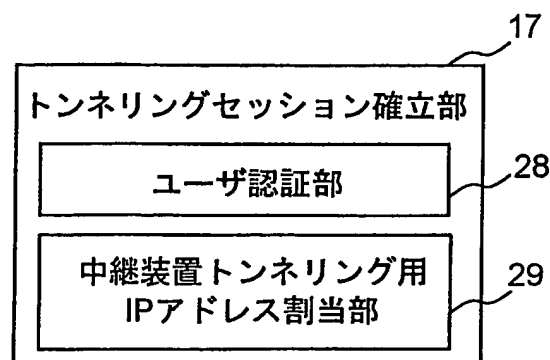 17
トンネリングセッション確立部
ユーザ認証部
28
中継装置トンネリング用
IPアドレス割当部
29